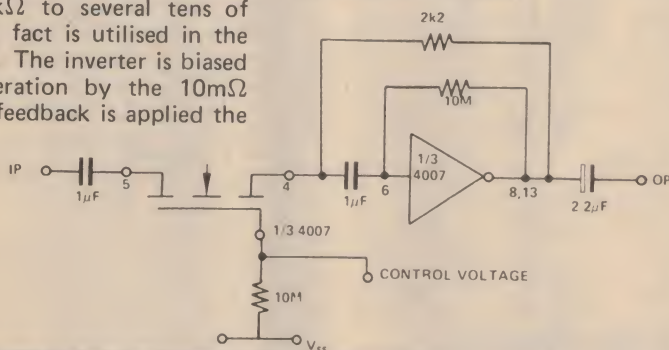 kΩ to several tens of
fact is utilised in the
The inverter is biased
eration by the 10mΩ
feedback is applied the
2k2
10M
1/3
4007
IP
5
1μF
4
1μF
6
8,13
2 2μF
OP
1/3 4007
CONTROL VOLTAGE
10M
Vss